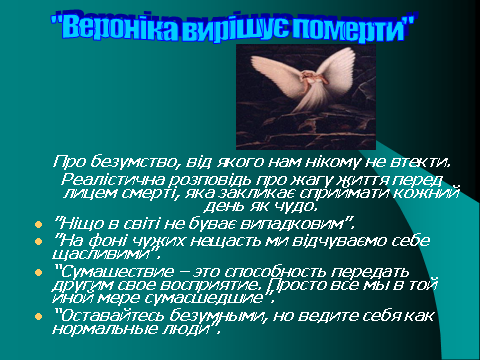 "Вероніка вирішує померти"
Про безумство, від якого нам нікому не втекти.
Реалістична розповідь про жагу життя перед
лицем смерті, яка закликає сприймати кожний
день як чудо.
"Ніщо в світі не буває випадковим".
"На фоні чужих нещасть ми відчуваємо себе
щасливими".
"Сумашествие – это способность передать
другим свое восприятие. Просто все мы в той
иной мере сумасшедшие".
"Оставайтесь безумными, но ведите себя как
нормальные люди".